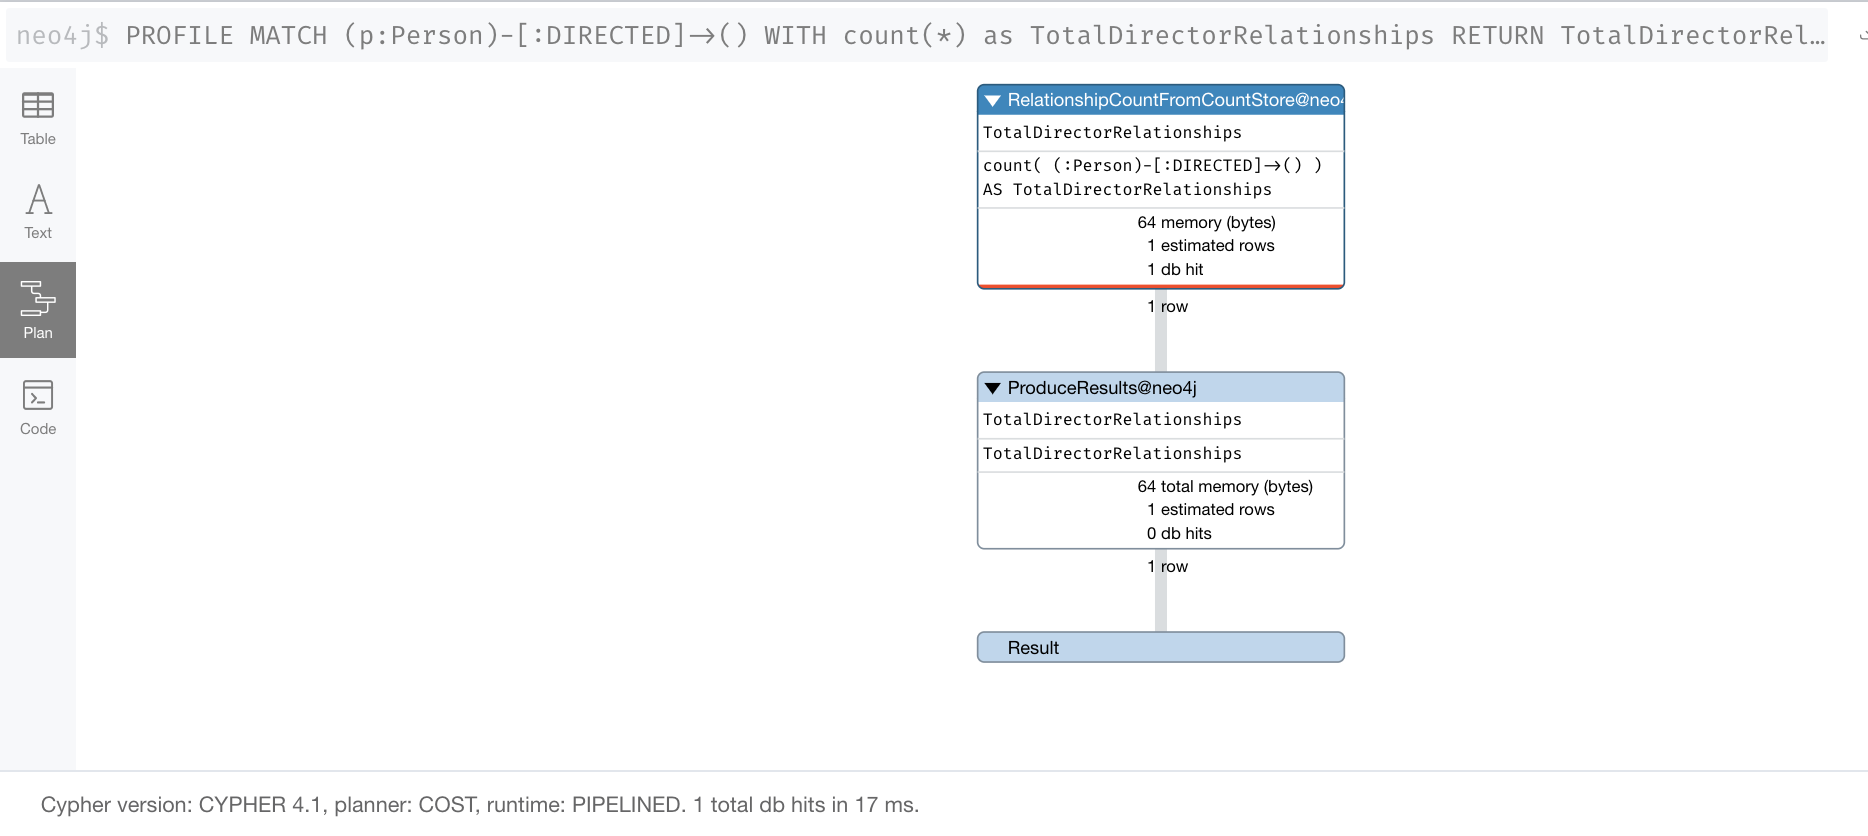 neo4j$ PROFILE MATCH (p:Person)-[:DIRECTED]->() WITH count(*) as TotalDirectorRelationships RETURN TotalDirectorRel…
Table
Text
Plan
Code
RelationshipCountFromCountStore@neo4
TotalDirectorRelationships
count( (:Person)-[:DIRECTED]->() )
AS TotalDirectorRelationships
64 memory (bytes)
1 estimated rows
1 db hit
1 row
ProduceResults@neo4j
TotalDirectorRelationships
TotalDirectorRelationships
64 total memory (bytes)
1 estimated rows
0 db hits
1 row
Result
Cypher version: CYPHER 4.1, planner: COST, runtime: PIPELINED. 1 total db hits in 17 ms.